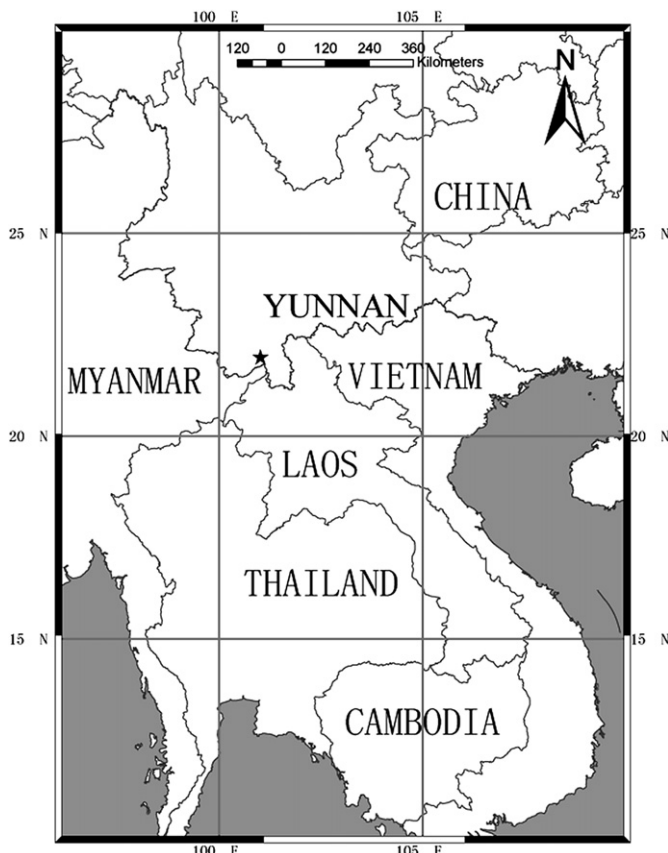 100 E 105 E
120 0 120 240 360
Kilometers
N
CHINA
25 N 25 N
YUNNAN
MYANMAR VIETNAM
20 N 20 N
LAOS
THAILAND
15 N 15 N
CAMBODIA
100 E 105 E